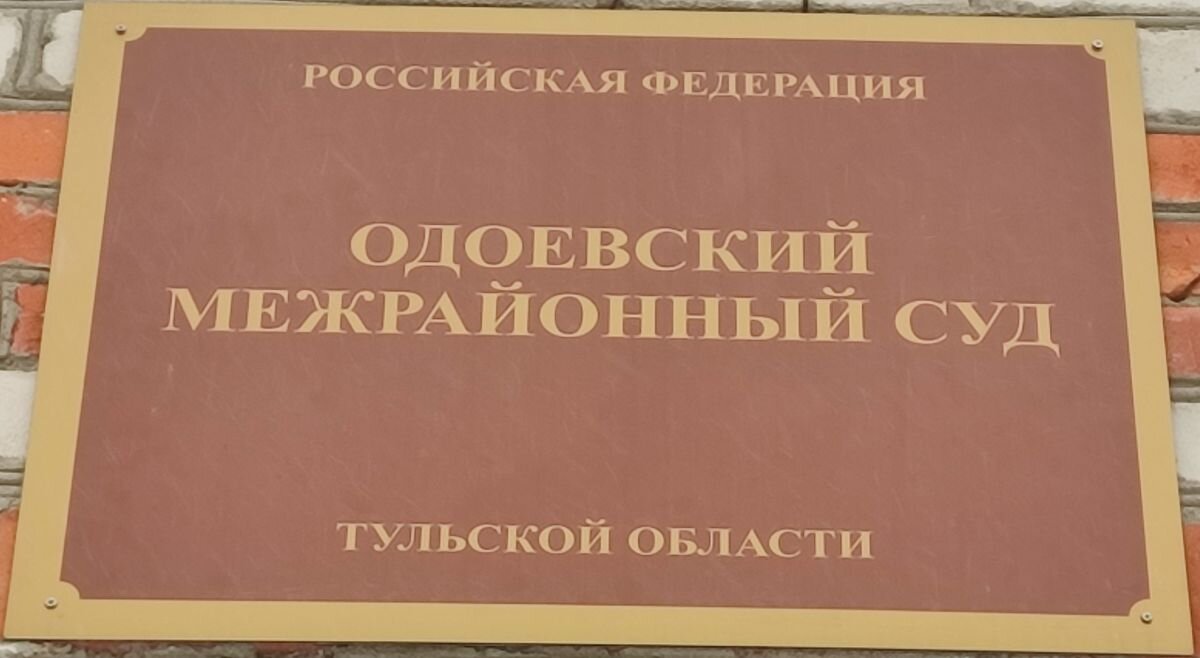 РОССИЙСКАЯ ФЕДЕРАЦИЯ
ОДОЕВСКИЙ
МЕЖРАЙОННЫЙ СУД
ТУЛЬСКОЙ ОБЛАСТИ